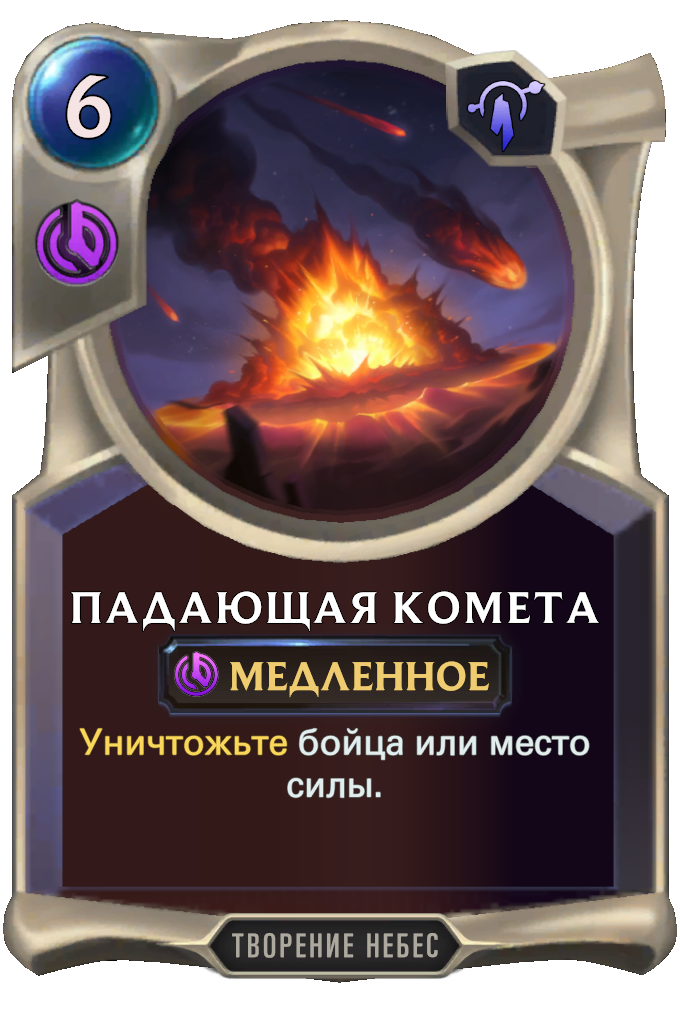 6
ПАДАЮЩАЯ КОМЕТА
МЕДЛЕННОЕ
Уничтожьте бойца или место
силы.
ТВОРЕНИЕ НЕБЕС